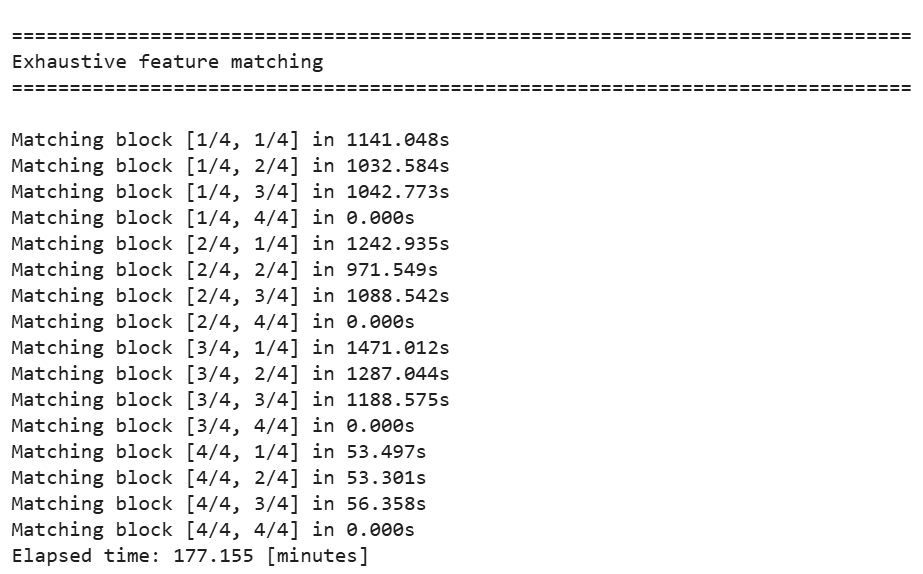 ==============================================================================
Exhaustive feature matching
==============================================================================
Matching block [1/4, 1/4] in 1141.048s
Matching block [1/4, 2/4] in 1032.584s
Matching block [1/4, 3/4] in 1042.773s
Matching block [1/4, 4/4] in 0.000s
Matching block [2/4, 1/4] in 1242.935s
Matching block [2/4, 2/4] in 971.549s
Matching block [2/4, 3/4] in 1088.542s
Matching block [2/4, 4/4] in 0.000s
Matching block [3/4, 1/4] in 1471.012s
Matching block [3/4, 2/4] in 1287.044s
Matching block [3/4, 3/4] in 1188.575s
Matching block [3/4, 4/4] in 0.000s
Matching block [4/4, 1/4] in 53.497s
Matching block [4/4, 2/4] in 53.301s
Matching block [4/4, 3/4] in 56.358s
Matching block [4/4, 4/4] in 0.000s
Elapsed time: 177.155 [minutes]